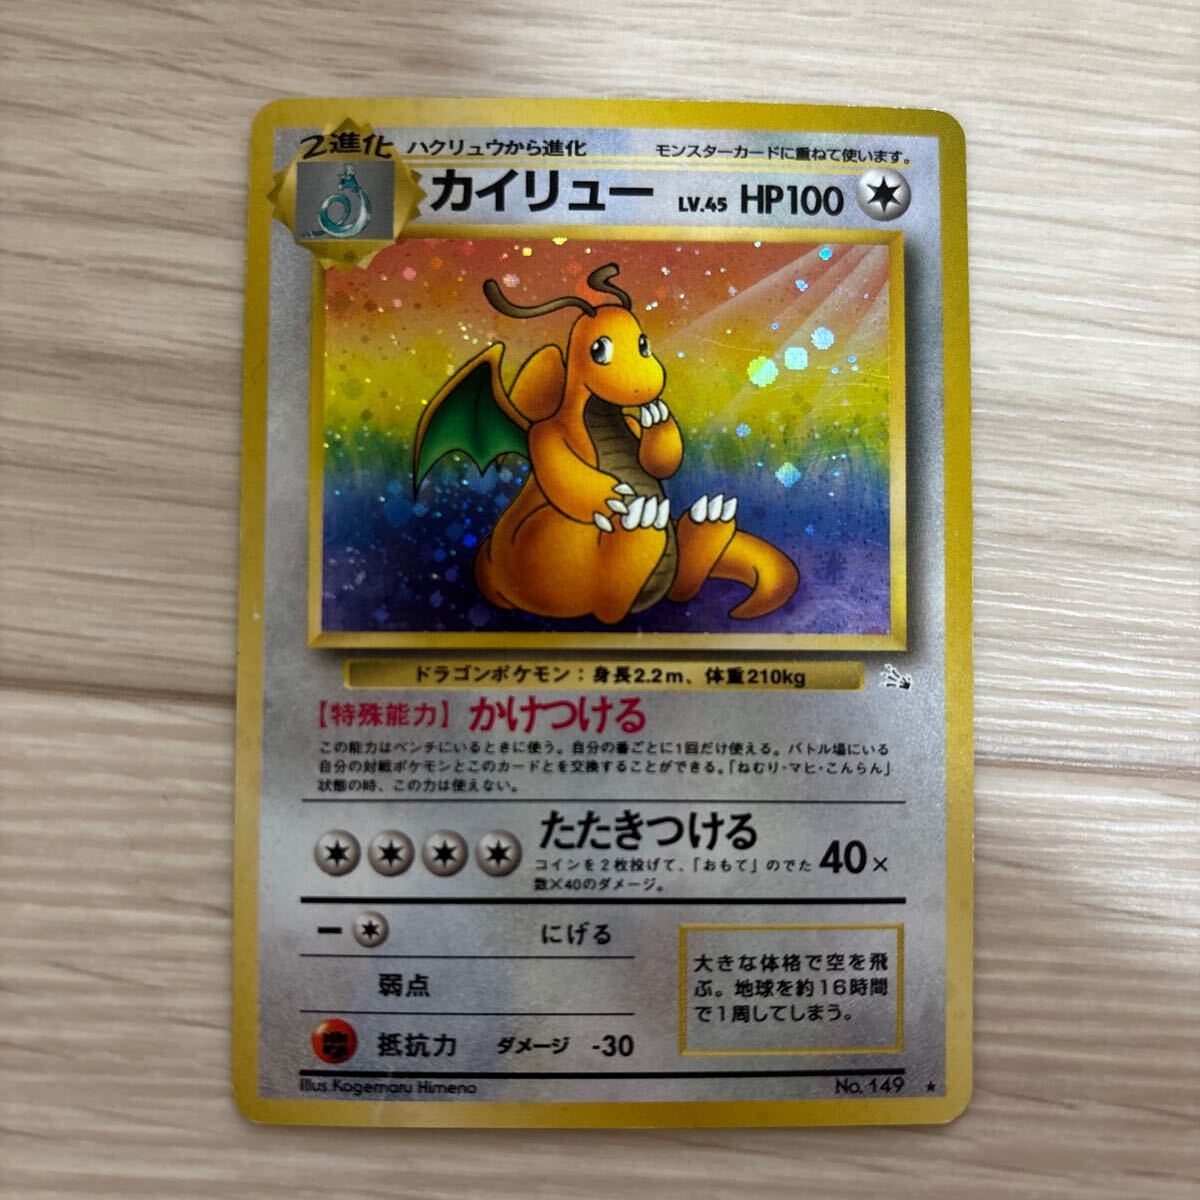 2進化 ハクリュウから進化 モンスターカードに重ねて使います。
カイリュー LV.45 HP100
ドラゴンポケモン：身長2.2m、体重210kg
【特殊能力】かけつける
この能力はベンチにいるときに使う。自分の番ごとに1回だけ使える。バトル場にいる
自分の対戦ポケモンとこのカードとを交換することができる。「ねむり・マヒ・こんらん」
状態の時、この力は使えない。
たたきつける
コインを2枚投げて、「おもて」のでた
数×40のダメージ。
40×
にげる
弱点
抵抗力 ダメージ -30
大きな体格で空を飛
ぶ。地球を約16時間
で1周してしまう。
Illus.Kagemaru Himeno
No.149 ★